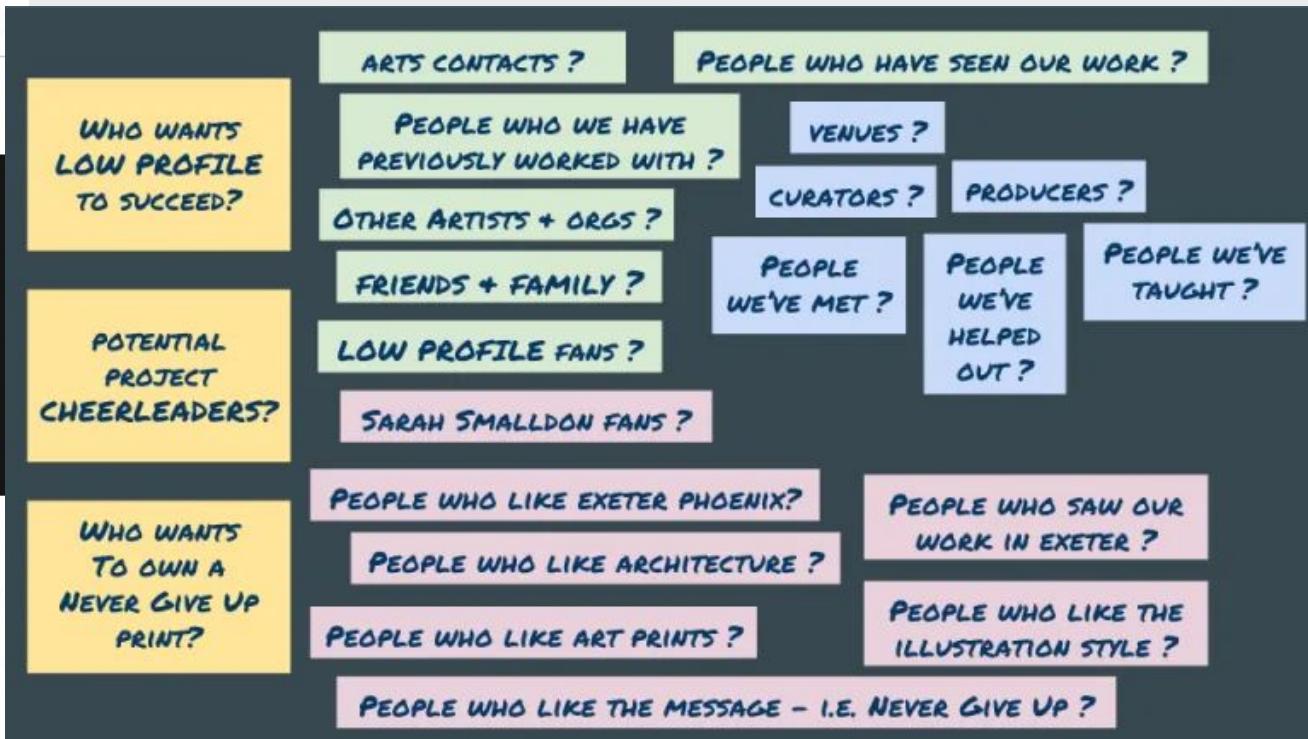 Who wants
LOW PROFILE
to succeed?
potential
project
CHEERLEADERS?
Who wants
To own a
Never Give Up
print?
arts contacts ?
People who have seen our work ?
People who we have
previously worked with ?
Other Artists + orgs ?
friends + family ?
LOW PROFILE fans ?
venues ?
curators ?
producers ?
People
we've met ?
People
we've
helped
out ?
People we've
taught ?
Sarah Smalldon fans ?
People who like exeter phoenix?
People who like architecture ?
People who like art prints ?
People who saw our
work in exeter ?
People who like the
illustration style ?
People who like the message – i.e. Never Give Up ?